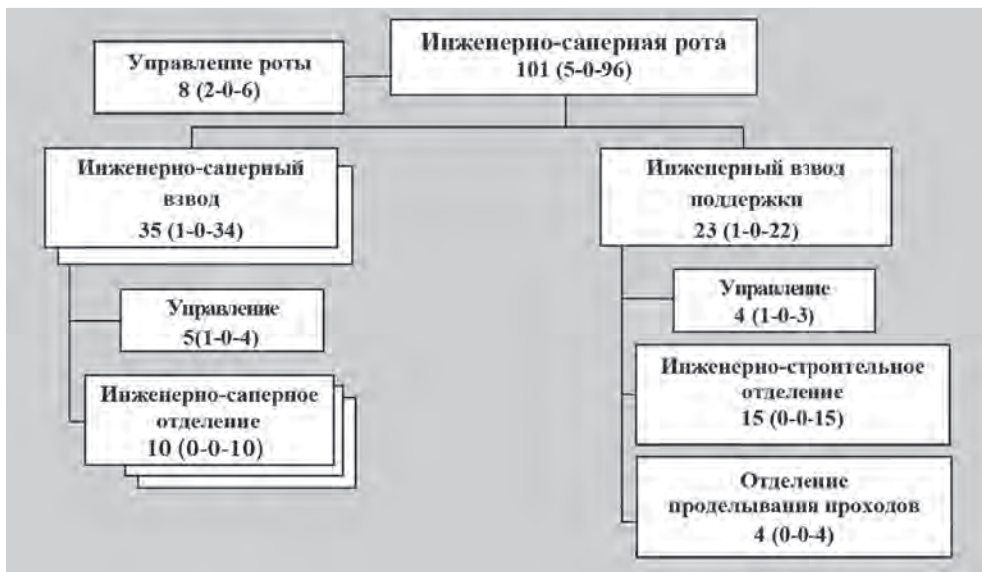 Инженерно-саперная рота
101 (5-0-96)
Управление роты
8 (2-0-6)
Инженерно-саперный
взвод
35 (1-0-34)
Управление
5(1-0-4)
Инженерно-саперное
отделение
10 (0-0-10)
Инженерный взвод
поддержки
23 (1-0-22)
Управление
4 (1-0-3)
Инженерно-строительное
отделение
15 (0-0-15)
Отделение
проделывания проходов
4 (0-0-4)